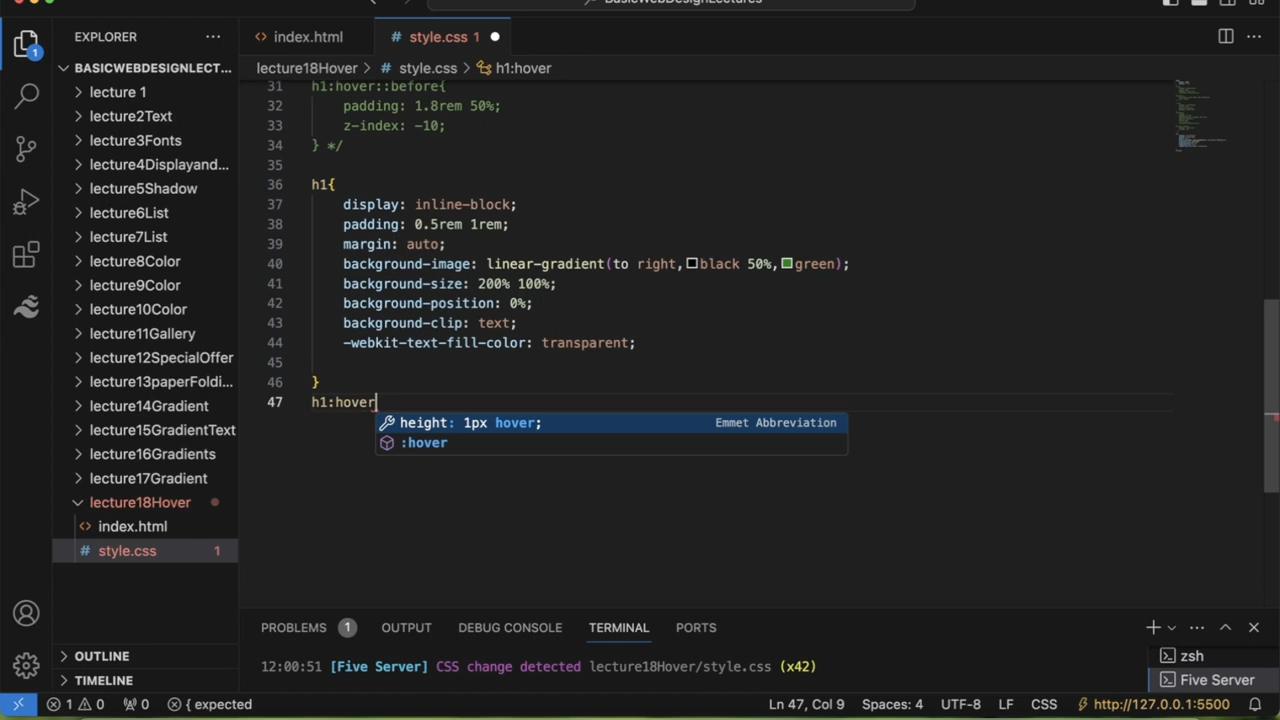 BasicWebDesignLectures
EXPLORER
index.html
style.css 1
BASICWEBDESIGNLECT...
lecture18Hover > style.css > h1:hover
lecture 1
lecture2Text
lecture3Fonts
lecture4Displayand...
lecture5Shadow
lecture6List
lecture7List
lecture8Color
lecture9Color
lecture10Color
lecture11Gallery
lecture12SpecialOffer
lecture13paperFoldi...
lecture14Gradient
lecture15GradientText
lecture16Gradients
lecture17Gradient
lecture18Hover
index.html
style.css 1
OUTLINE
TIMELINE
31 h1:hover::before{
32 padding: 1.8rem 50%;
33 z-index: -10;
34 } */
35
36 h1{
37 display: inline-block;
38 padding: 0.5rem 1rem;
39 margin: auto;
40 background-image: linear-gradient(to right,black 50%,green);
41 background-size: 200% 100%;
42 background-position: 0%;
43 background-clip: text;
44 -webkit-text-fill-color: transparent;
45
46 }
47 h1:hover
height: 1px hover; Emmet Abbreviation
:hover
PROBLEMS 1 OUTPUT DEBUG CONSOLE TERMINAL PORTS
12:00:51 [Five Server] CSS change detected lecture18Hover/style.css (x42)
zsh
Five Server
1 0 0 { expected Ln 47, Col 9 Spaces: 4 UTF-8 LF CSS http://127.0.0.1:5500